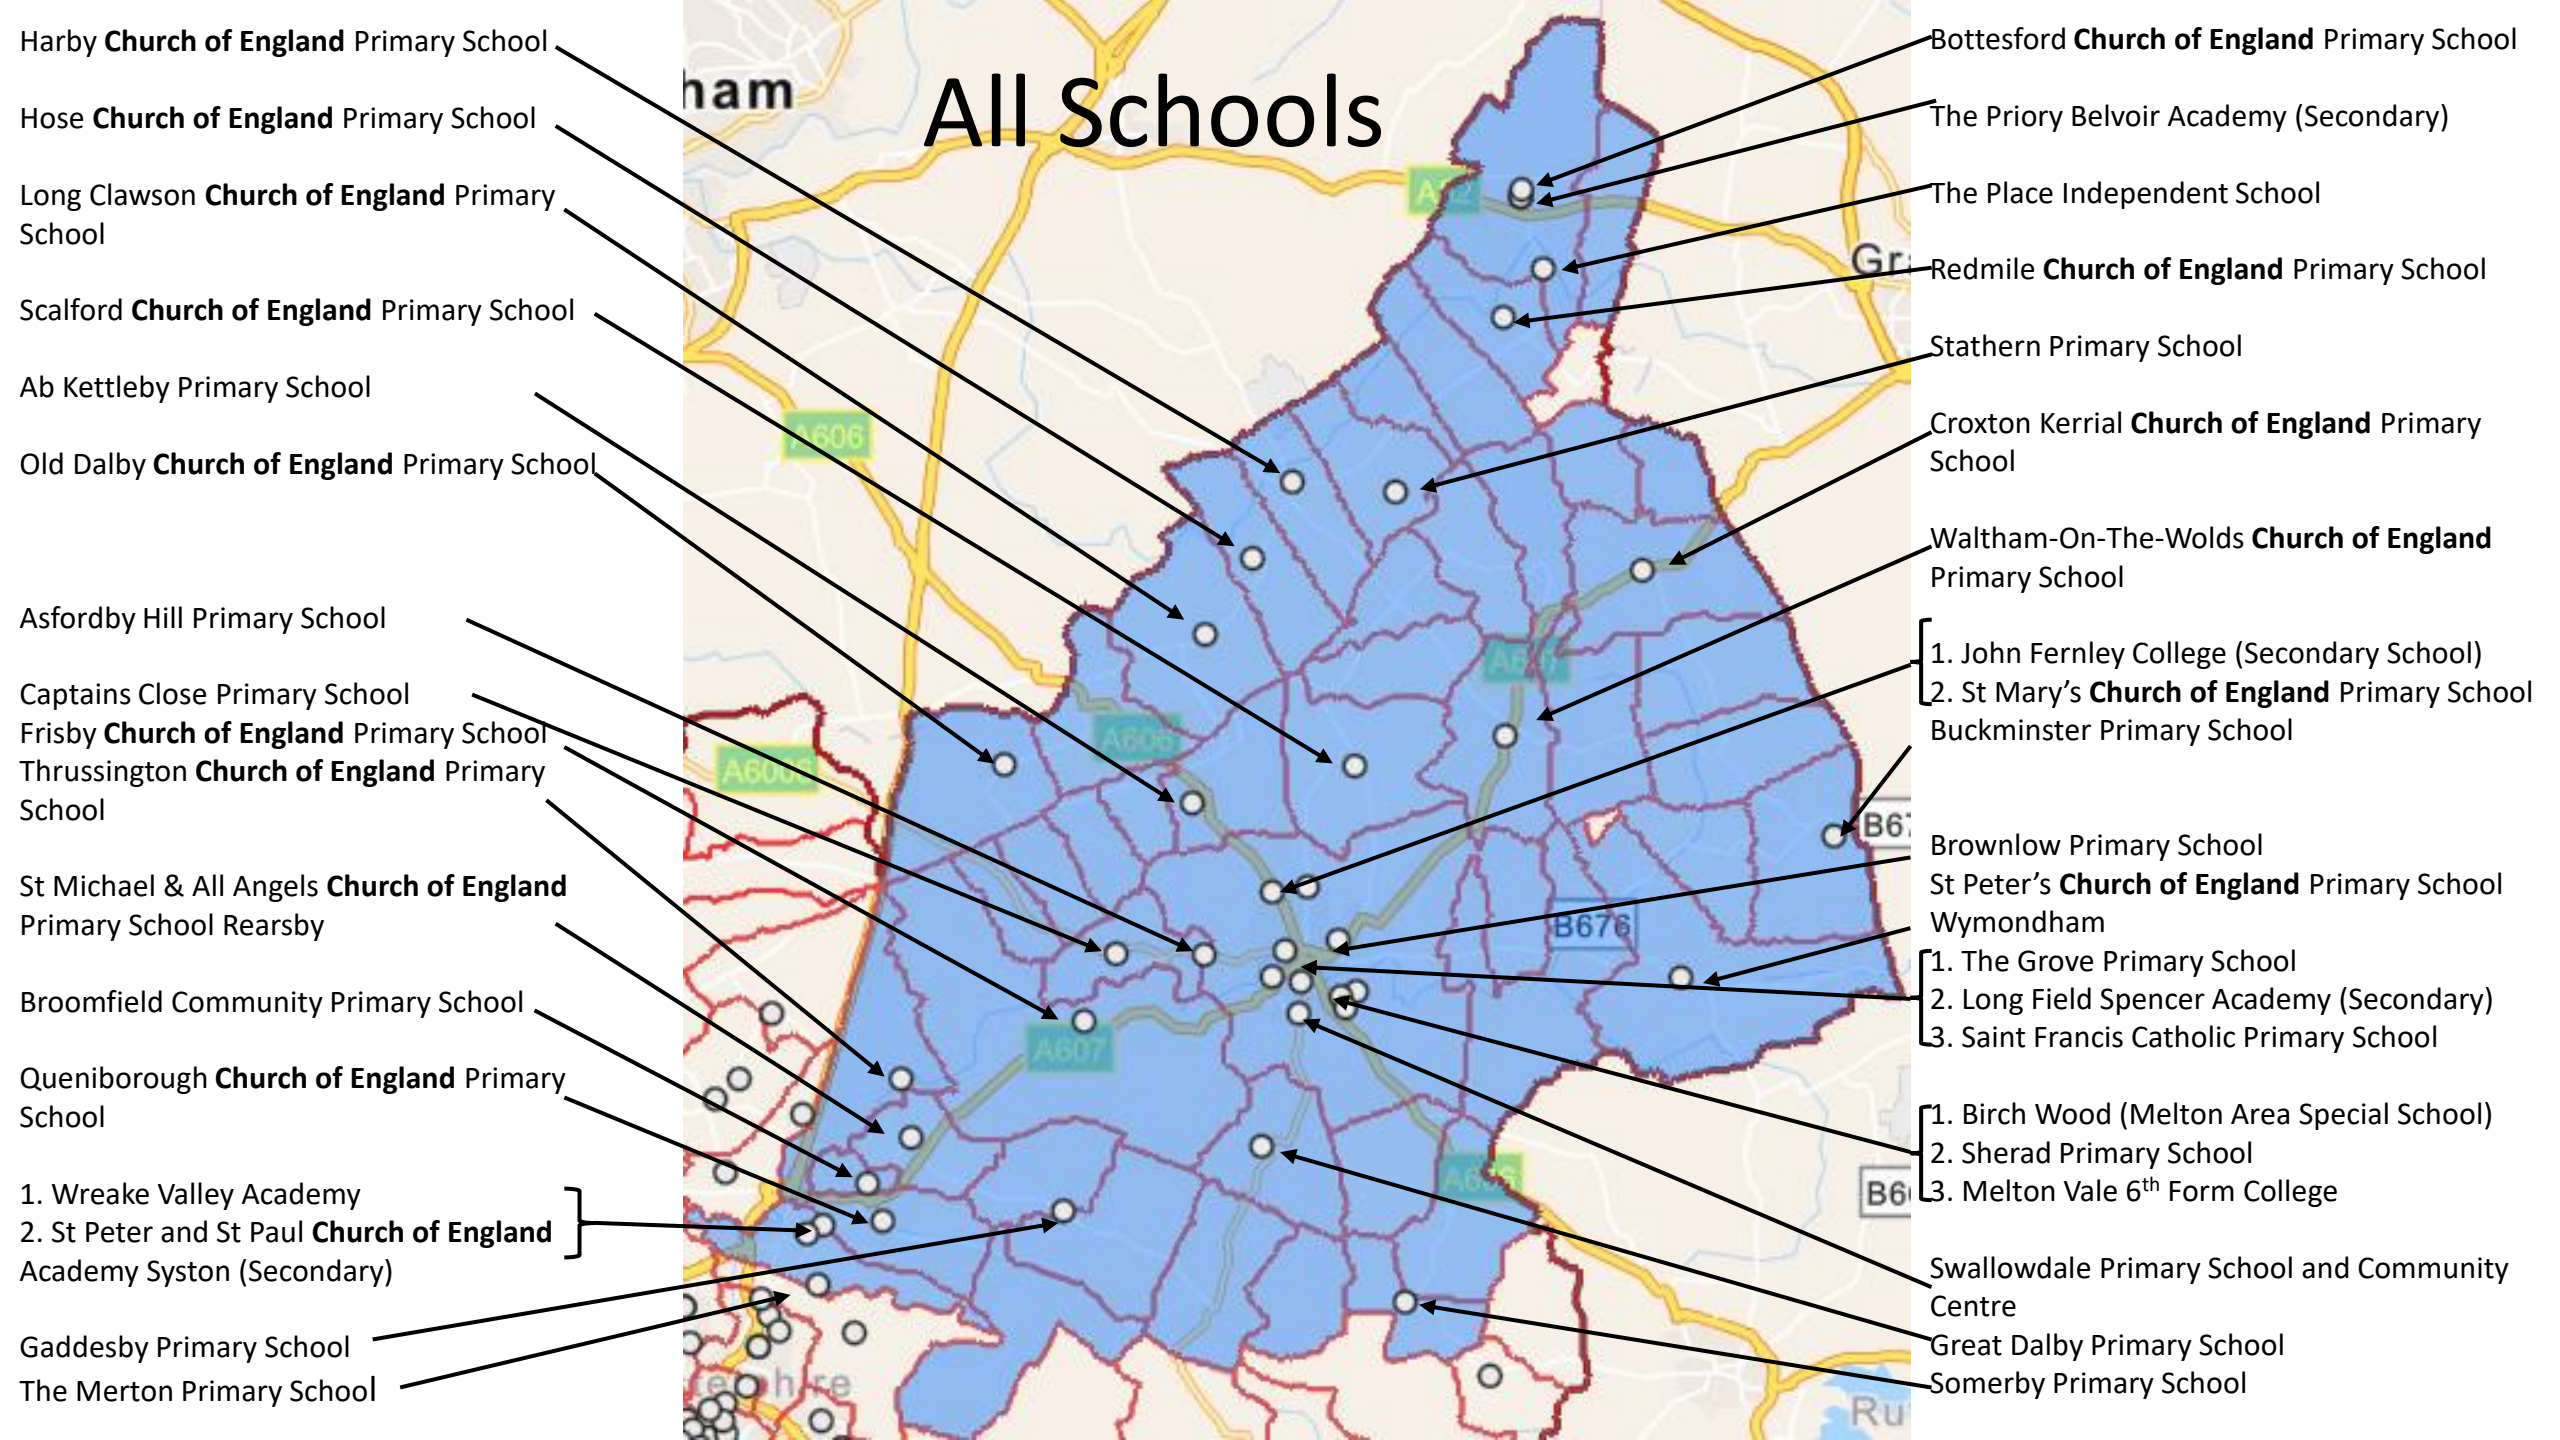 Harby Church of England Primary School
Hose Church of England Primary School
Long Clawson Church of England Primary
School
Scalford Church of England Primary School
Ab Kettleby Primary School
Old Dalby Church of England Primary School
Asfordby Hill Primary School
Captains Close Primary School
Frisby Church of England Primary School
Thrussington Church of England Primary
School
St Michael & All Angels Church of England
Primary School Rearsby
Broomfield Community Primary School
Queniborough Church of England Primary
School
1. Wreake Valley Academy
2. St Peter and St Paul Church of England
Academy Syston (Secondary)
Gaddesby Primary School
The Merton Primary School
All Schools
ham
A52
Gra
A606
A607
A606
A6006
B67
B676
A607
A606
B66
Ru
Bottesford Church of England Primary School
The Priory Belvoir Academy (Secondary)
The Place Independent School
Redmile Church of England Primary School
Stathern Primary School
Croxton Kerrial Church of England Primary
School
Waltham-On-The-Wolds Church of England
Primary School
1. John Fernley College (Secondary School)
2. St Mary’s Church of England Primary School
Buckminster Primary School
Brownlow Primary School
St Peter’s Church of England Primary School
Wymondham
1. The Grove Primary School
2. Long Field Spencer Academy (Secondary)
3. Saint Francis Catholic Primary School
1. Birch Wood (Melton Area Special School)
2. Sherad Primary School
3. Melton Vale 6th Form College
Swallowdale Primary School and Community
Centre
Great Dalby Primary School
Somerby Primary School